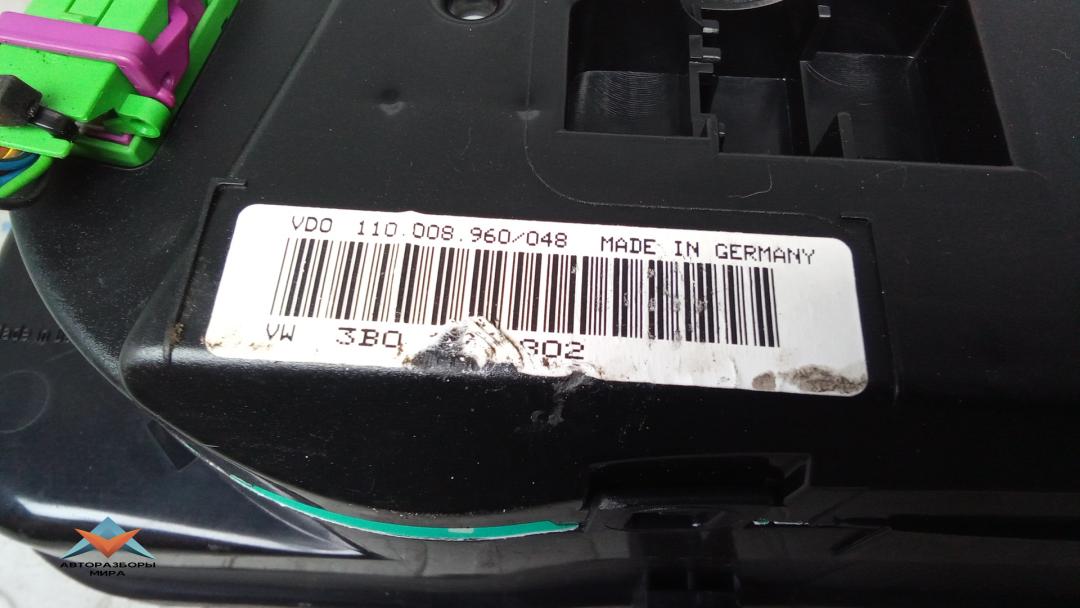 VDO 110.008.960/048 MADE IN GERMANY
VW 3B0
АВТОРАЗБОРЫ
МИРА